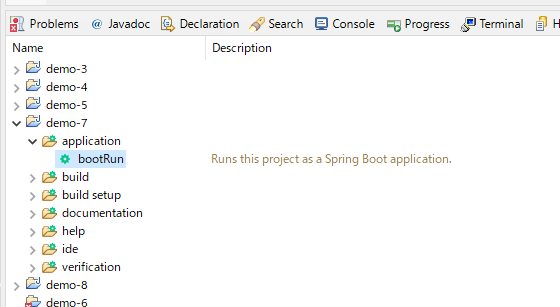 Problems @ Javadoc Declaration Search Console Progress Terminal
Name Description
demo-3
demo-4
demo-5
demo-7
application
bootRun Runs this project as a Spring Boot application.
build
build setup
documentation
help
ide
verification
demo-8
demo-6